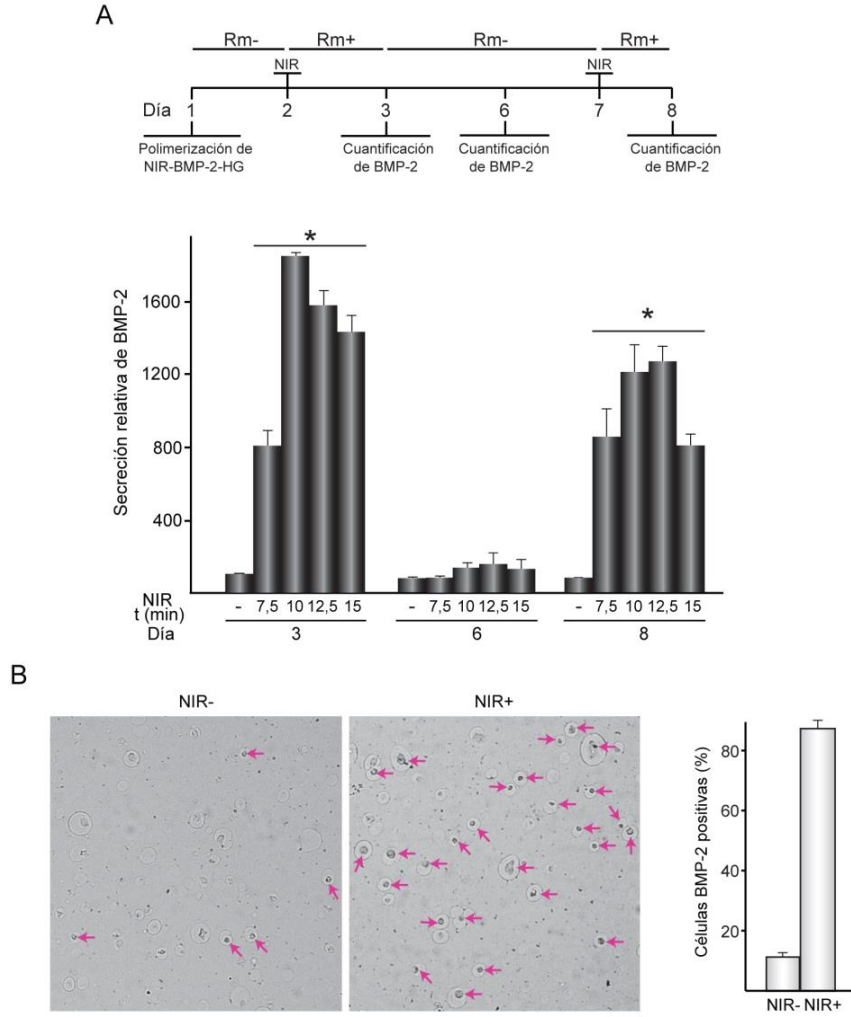 A
Rm- Rm+ Rm- Rm+
NIR NIR
Día 1 2 3 6 7 8
Polimerización de NIR-BMP-2-HG
Cuantificación de BMP-2
Cuantificación de BMP-2
Cuantificación de BMP-2
Secreción relativa de BMP-2
1600
1200
800
400
* *
NIR t (min) - 7,5 10 12,5 15 - 7,5 10 12,5 15 - 7,5 10 12,5 15
Día 3 6 8
B
NIR- NIR+
Células BMP-2 positivas (%)
80
60
40
20
NIR- NIR+